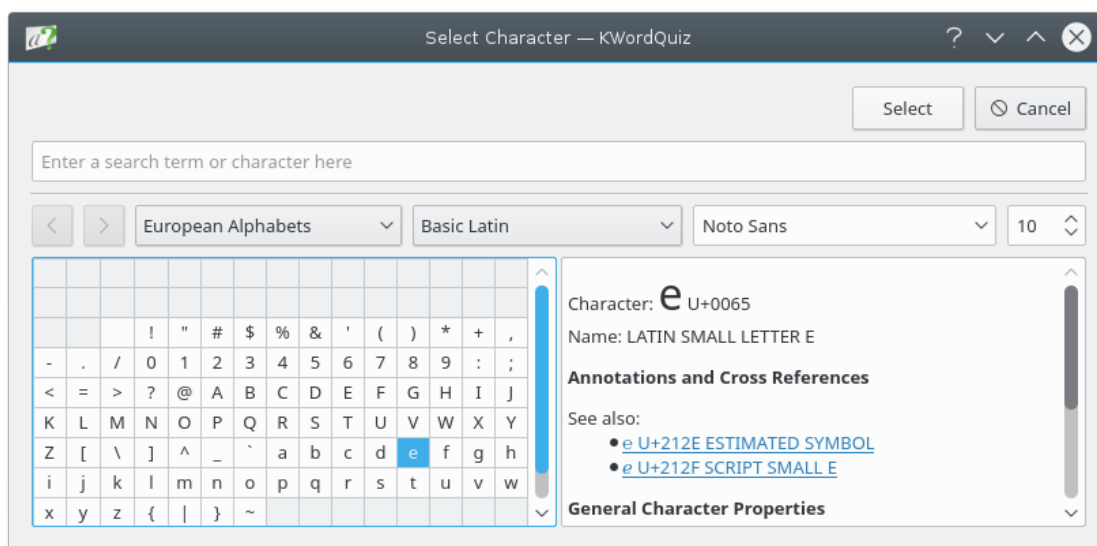 Select Character — KWordQuiz
Select Cancel
Enter a search term or character here
European Alphabets Basic Latin Noto Sans 10
! " # $ % & ' ( ) * + ,
- . / 0 1 2 3 4 5 6 7 8 9 : ;
< = > ? @ A B C D E F G H I J
K L M N O P Q R S T U V W X Y
Z [ \ ] ^ _ ` a b c d e f g h
i j k l m n o p q r s t u v w
x y z { | } ~
Character: e U+0065
Name: LATIN SMALL LETTER E
Annotations and Cross References
See also:
• ℮ U+212E ESTIMATED SYMBOL
• ℯ U+212F SCRIPT SMALL E
General Character Properties